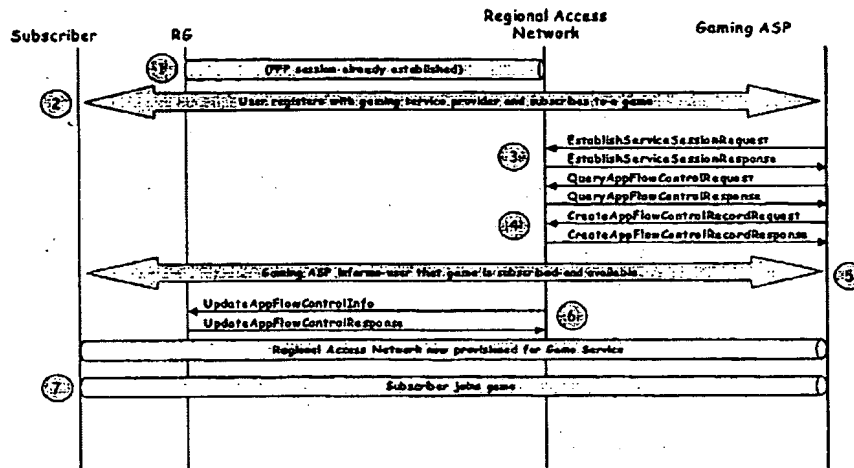 Subscriber
RG
Regional Access
Network
Gaming ASP
1
(PPP session already established)
2
User registers with gaming service provider and subscribes to a game
EstablishServiceSessionRequest
3
EstablishServiceSessionResponse
QueryAppFlowControlRequest
QueryAppFlowControlResponse
4
CreateAppFlowControlRecordRequest
CreateAppFlowControlRecordResponse
Gaming ASP informs user that game is subscribed and available.
5
UpdateAppFlowControlInfo
6
UpdateAppFlowControlResponse
Regional Access Network now provisioned for Game Service
7
Subscriber joins game